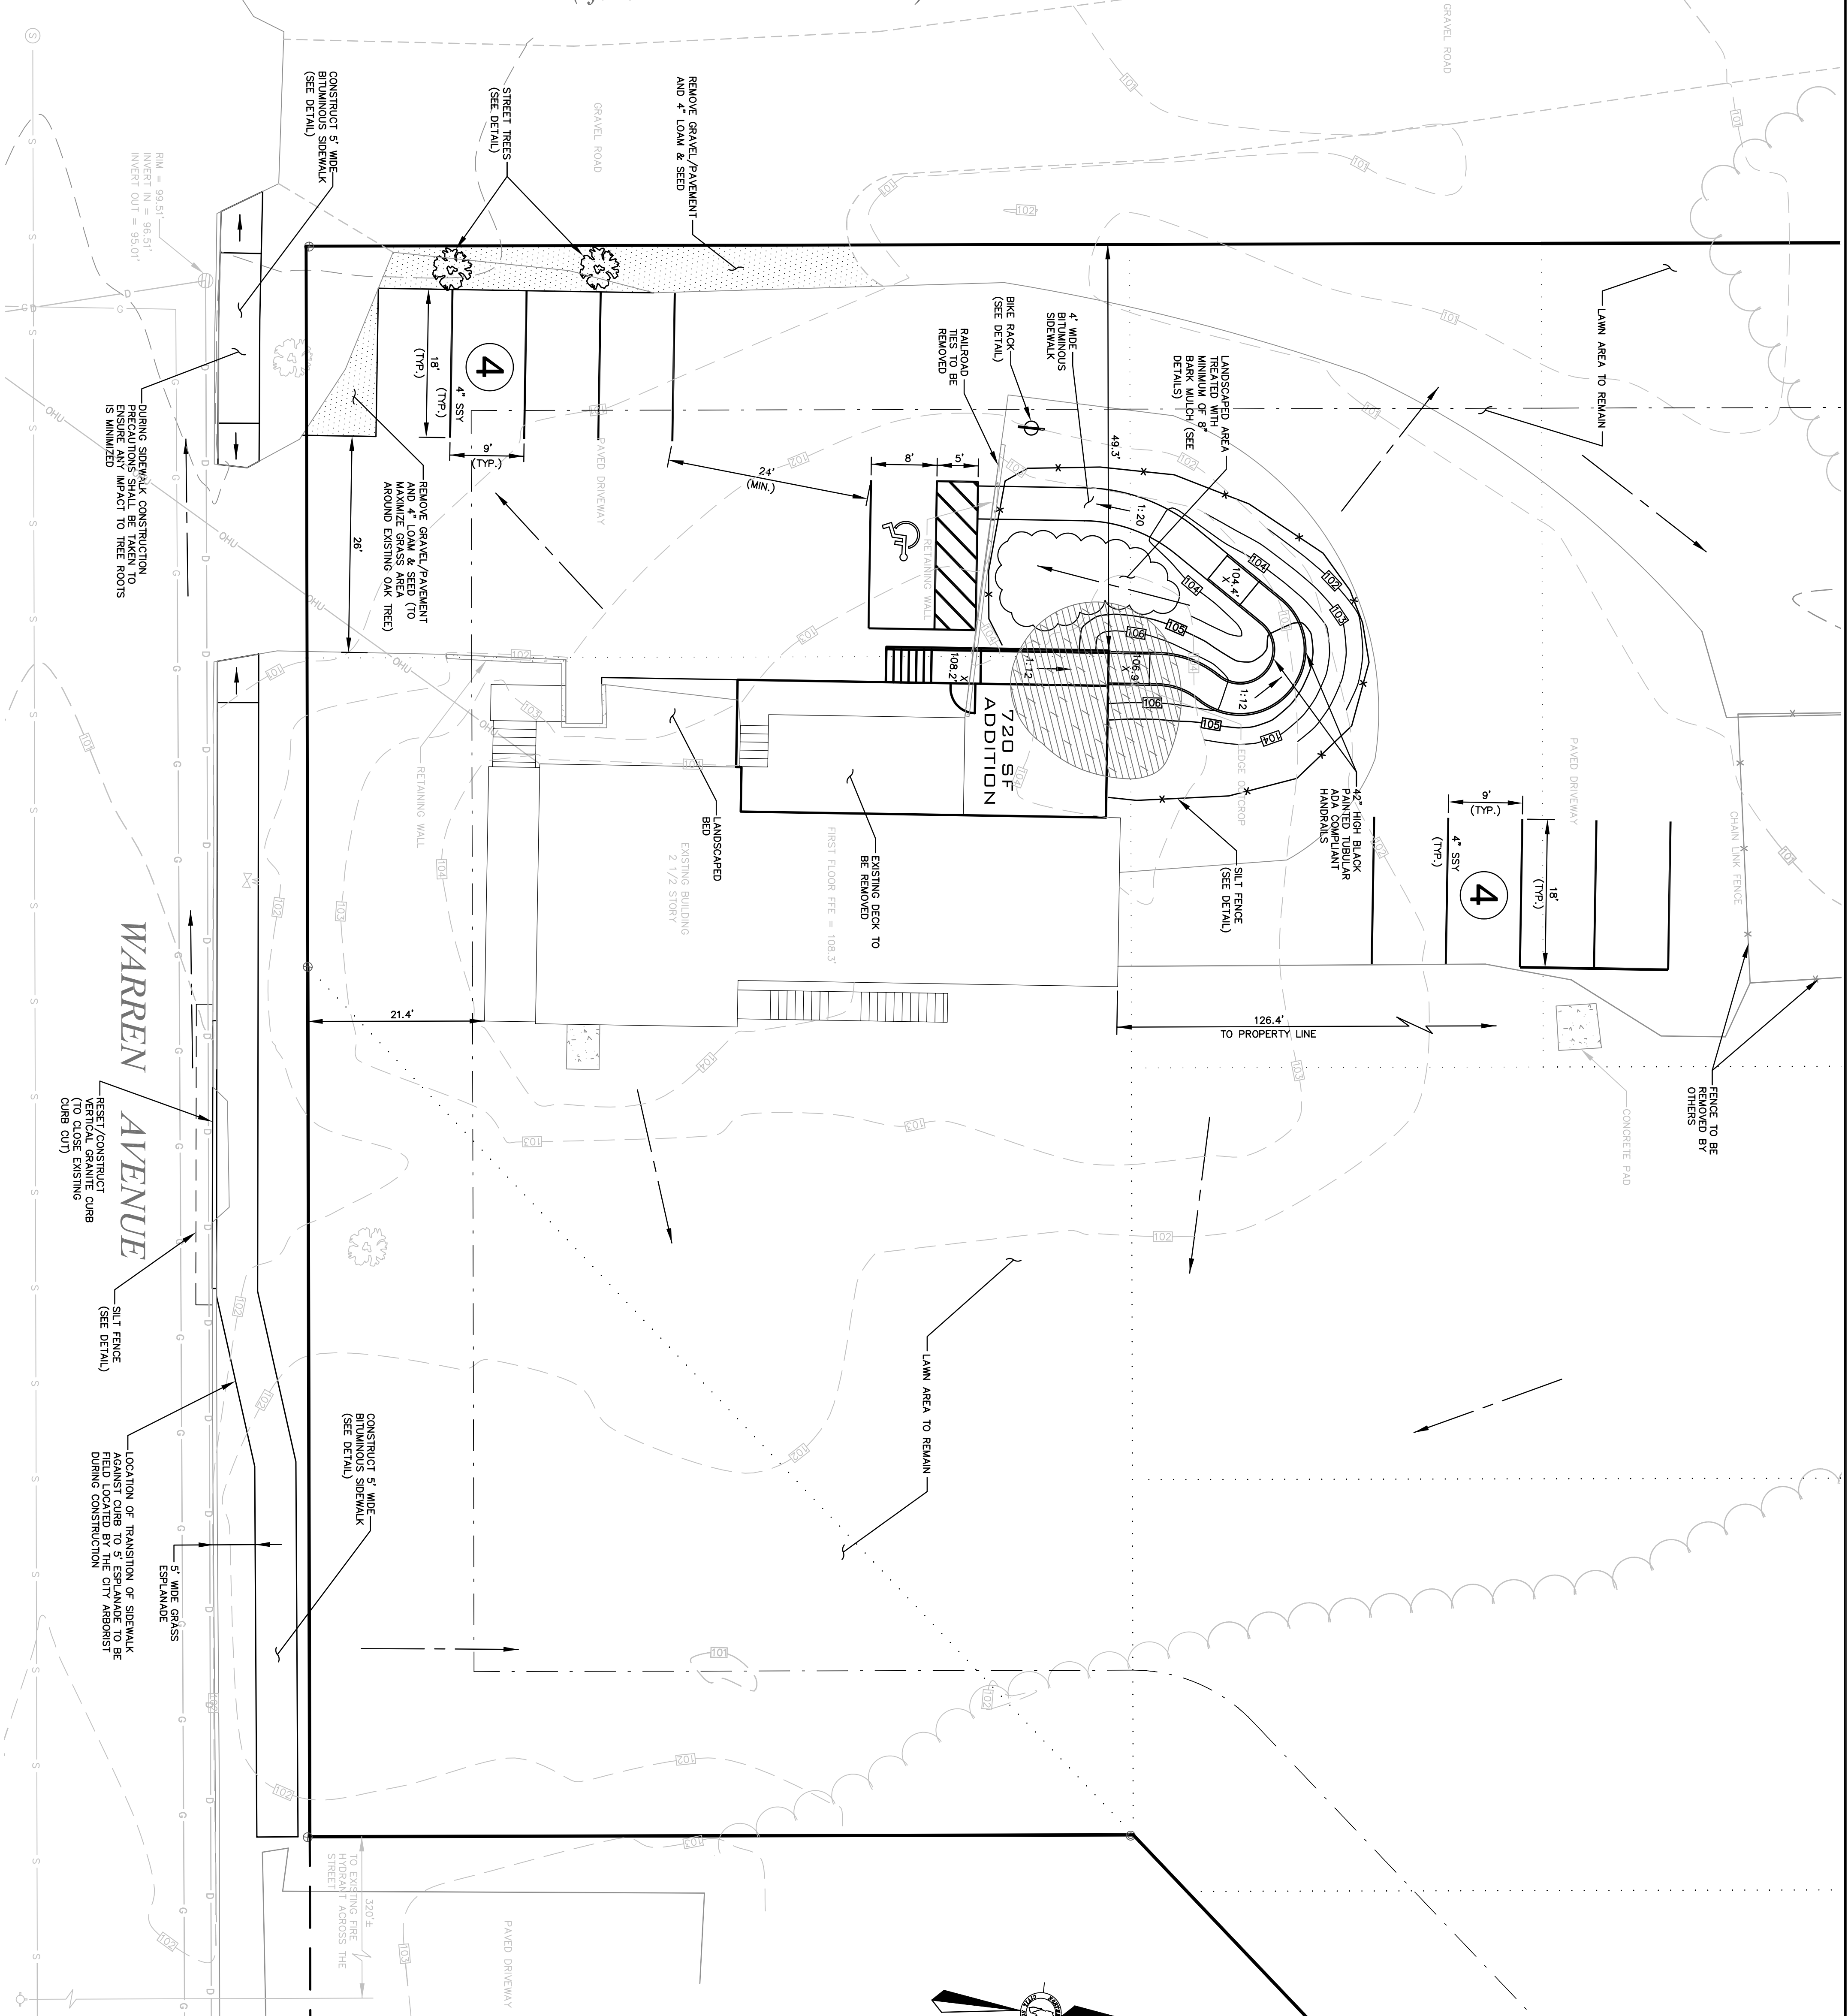 GRAVEL ROAD
REMOVE GRAVEL/PAVEMENT
AND 4" LOAM & SEED
GRAVEL ROAD
STREET TREES
(SEE DETAIL)
CONSTRUCT 5' WIDE
BITUMINOUS SIDEWALK
(SEE DETAIL)
RIM = 99.51'
INVERT IN = 96.51'
INVERT OUT = 95.01'
LAWN AREA TO REMAIN
LANDSCAPED AREA
TREATED WITH
MINIMUM OF 8"
BARK MULCH (SEE
DETAILS)
4' WIDE
BITUMINOUS
SIDEWALK
BIKE RACK
(SEE DETAIL)
RAILROAD
TIES TO BE
REMOVED
49.3'
18'
(TYP.)
4
4" SSY
(TYP.)
9'
(TYP.)
PAVED DRIVEWAY
24'
(MIN.)
8'
5'
26'
REMOVE GRAVEL/PAVEMENT
AND 4" LOAM & SEED (TO
MAXIMIZE GRASS AREA
AROUND EXISTING OAK TREE)
DURING SIDEWALK CONSTRUCTION
PRECAUTIONS SHALL BE TAKEN TO
ENSURE ANY IMPACT TO TREE ROOTS
IS MINIMIZED
RETAINING WALL
1:20
104.4'
X
104
104
102
103
105
106
106.9'
X
1:12
1:12
108.2'
X
106
105
104
720 SF
ADDITION
EDGE OUTCROP
42" HIGH BLACK
PAINTED TUBULAR
ADA COMPLIANT
HANDRAILS
SILT FENCE
(SEE DETAIL)
PAVED DRIVEWAY
CHAIN LINK FENCE
9'
(TYP.)
4" SSY
(TYP.)
4
18'
(TYP.)
EXISTING DECK TO
BE REMOVED
LANDSCAPED
BED
FIRST FLOOR FFE = 108.3'
EXISTING BUILDING
2 1/2 STORY
RETAINING WALL
21.4'
126.4'
TO PROPERTY LINE
FENCE TO BE
REMOVED BY
OTHERS
CONCRETE PAD
WARREN AVENUE
RESET/CONSTRUCT
VERTICAL GRANITE CURB
(TO CLOSE EXISTING
CURB CUT)
SILT FENCE
(SEE DETAIL)
LAWN AREA TO REMAIN
CONSTRUCT 5' WIDE
BITUMINOUS SIDEWALK
(SEE DETAIL)
LOCATION OF TRANSITION OF SIDEWALK
AGAINST CURB TO 5' ESPLANADE TO BE
FIELD LOCATED BY THE CITY ARBORIST
DURING CONSTRUCTION
5' WIDE GRASS
ESPLANADE
320'±
TO EXISTING FIRE
HYDRANT ACROSS THE
STREET
PAVED DRIVEWAY